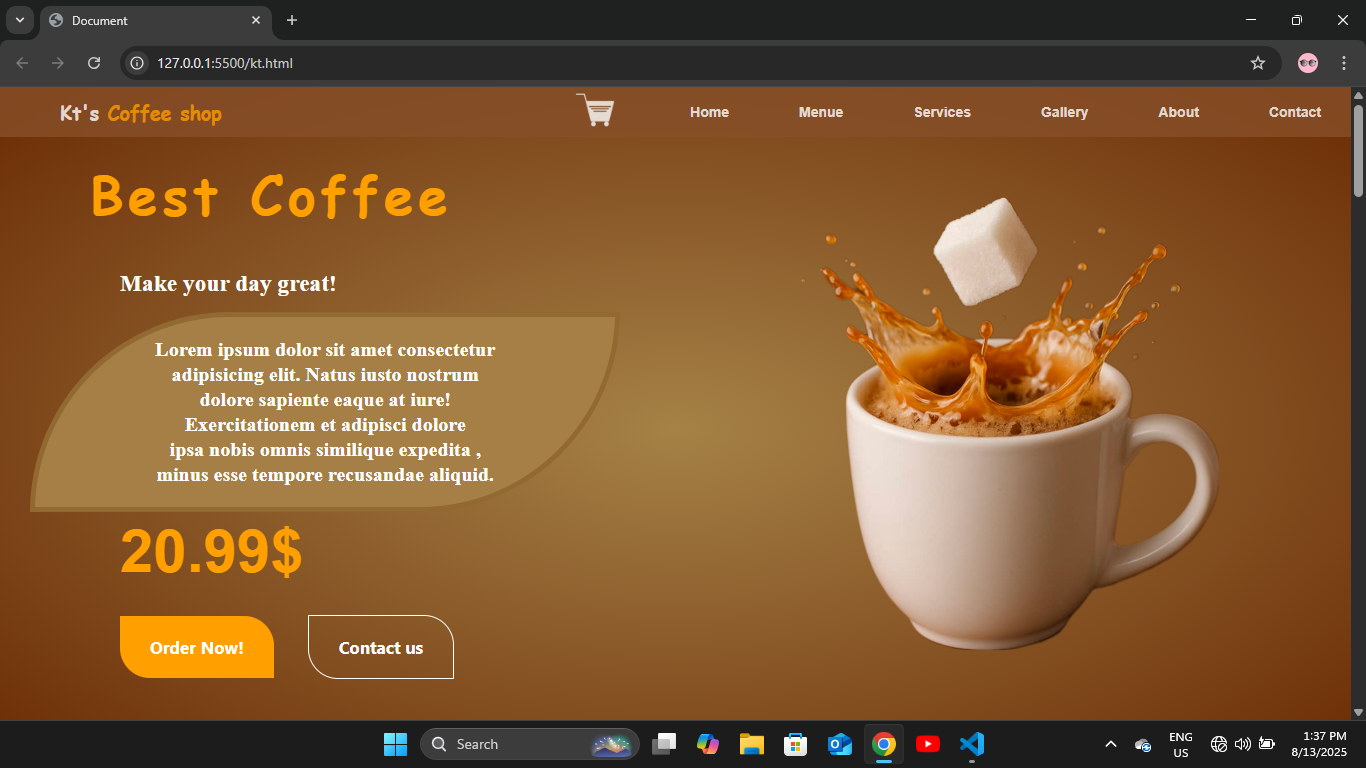 Document
127.0.0.1:5500/kt.html
Kt's Coffee shop
Home
Menue
Services
Gallery
About
Contact
Best Coffee
Make your day great!
Lorem ipsum dolor sit amet consectetur
adipisicing elit. Natus iusto nostrum
dolore sapiente eaque at iure!
Exercitationem et adipisci dolore
ipsa nobis omnis similique expedita ,
minus esse tempore recusandae aliquid.
20.99$
Order Now!
Contact us
Search
ENG
US
1:37 PM
8/13/2025